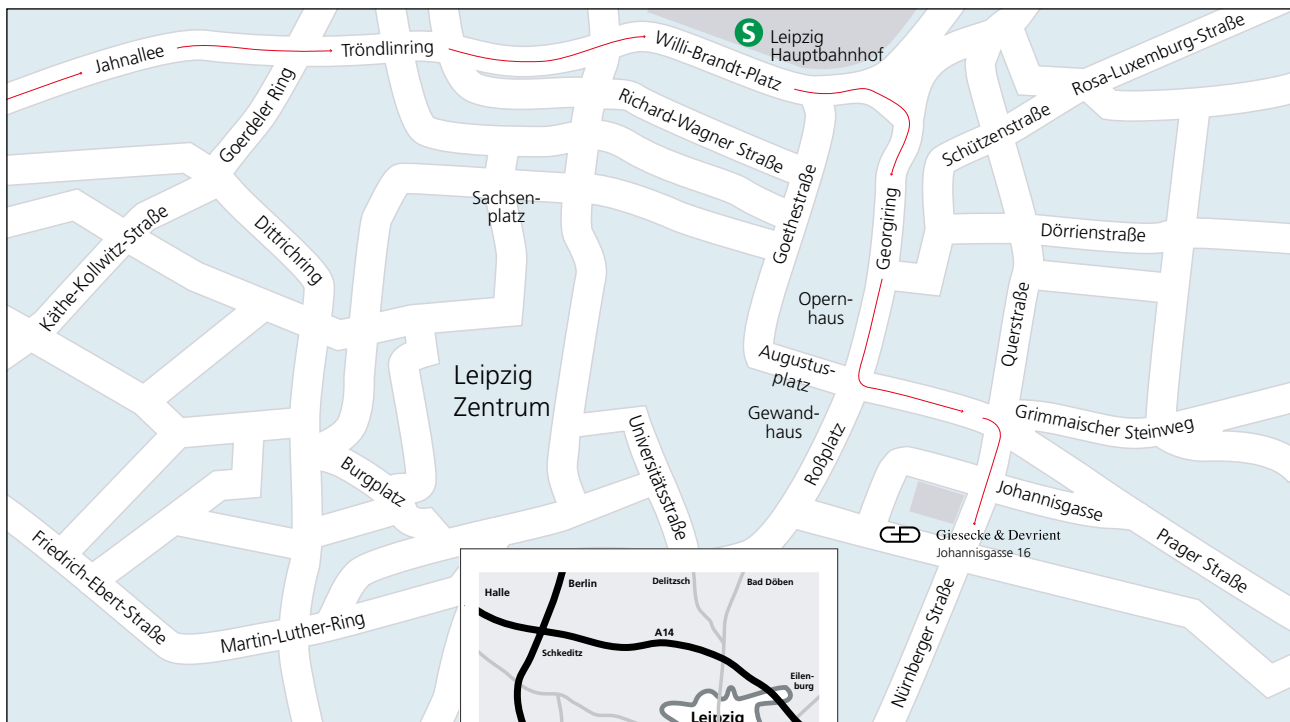 S
Leipzig
Hauptbahnhof
Jahnallee
Tröndlinring
Willi-Brandt-Platz
Rosa-Luxemburg-Straße
Goerdeler Ring
Richard-Wagner Straße
Schützenstraße
Sachsen-
platz
Käthe-Kollwitz-Straße
Dittrichring
Goethestraße
Georgiring
Dörrienstraße
Opern-
haus
Querstraße
Augustus-
platz
Leipzig
Zentrum
Gewand-
haus
Grimmaischer Steinweg
Universitätsstraße
Roßplatz
Burgplatz
Johannisgasse
Giesecke & Devrient
Johannisgasse 16
Prager Straße
Friedrich-Ebert-Straße
Martin-Luther-Ring
Nürnberger Straße
Halle
Berlin
Delitzsch
Bad Döben
A14
Schkeditz
Eilen-
burg
Leipzig